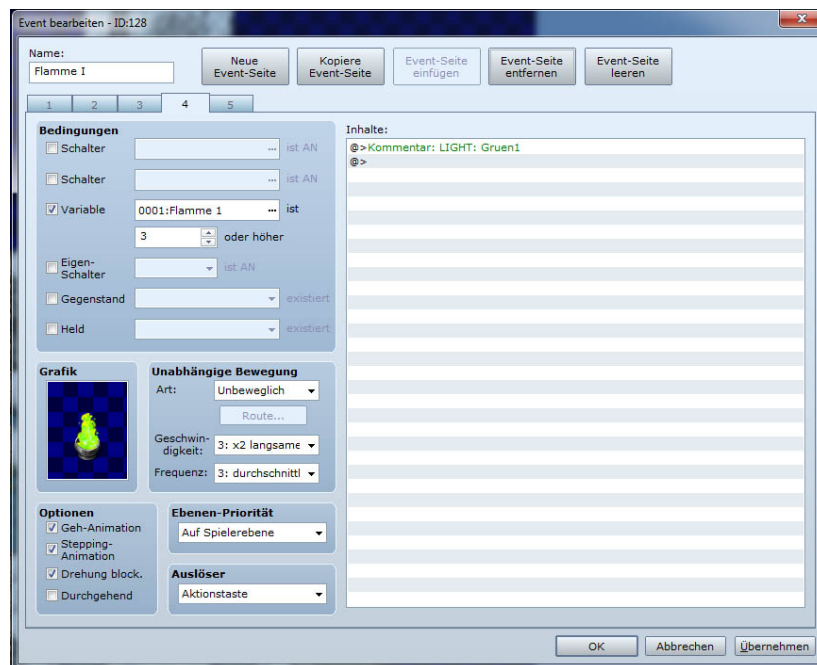 Event bearbeiten - ID:128
Name:
Flamme I
Neue
Event-Seite
Kopiere
Event-Seite
Event-Seite
einfügen
Event-Seite
entfernen
Event-Seite
leeren
1 2 3 4 5
Bedingungen
Schalter ... ist AN
Schalter ... ist AN
Variable 0001:Flamme 1 ... ist
3 oder höher
Eigen-
Schalter
ist AN
Gegenstand existiert
Held existiert
Grafik
Unabhängige Bewegung
Art: Unbeweglich
Route...
Geschwin-
digkeit:
3: x2 langsame
Frequenz: 3: durchschnittl
Optionen
Geh-Animation
Stepping-
Animation
Drehung block.
Durchgehend
Ebenen-Priorität
Auf Spielerebene
Auslöser
Aktionstaste
Inhalte:
@>Kommentar: LIGHT: Gruen1
@>
OK Abbrechen Übernehmen